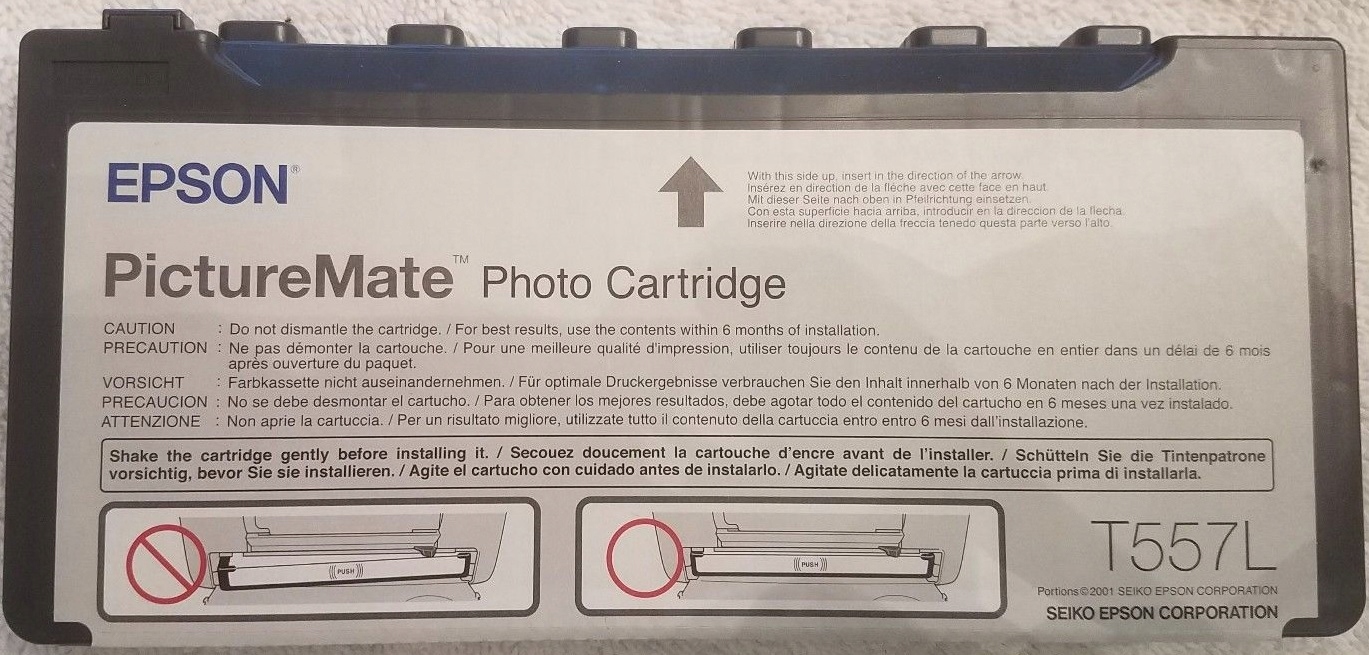 EPSON®
With this side up, insert in the direction of the arrow.
Insérez en direction de la flèche avec cette face en haut.
Mit dieser Seite nach oben in Pfeilrichtung einsetzen.
Con esta superficie hacia arriba, introducir en la direccion de la flecha.
Inserire nella direzione della freccia tenedo questa parte verso l'alto.
PictureMate™ Photo Cartridge
CAUTION : Do not dismantle the cartridge. / For best results, use the contents within 6 months of installation.
PRECAUTION : Ne pas démonter la cartouche. / Pour une meilleure qualité d'impression, utiliser toujours le contenu de la cartouche en entier dans un délai de 6 mois
après ouverture du paquet.
VORSICHT : Farbkassette nicht auseinandernehmen. / Für optimale Druckergebnisse verbrauchen Sie den Inhalt innerhalb von 6 Monaten nach der Installation.
PRECAUCION : No se debe desmontar el cartucho. / Para obtener los mejores resultados, debe agotar todo el contenido del cartucho en 6 meses una vez instalado.
ATTENZIONE : Non aprie la cartuccia. / Per un risultato migliore, utilizzate tutto il contenuto della cartuccia entro entro 6 mesi dall'installazione.
Shake the cartridge gently before installing it. / Secouez doucement la cartouche d'encre avant de l'installer. / Schütteln Sie die Tintenpatrone
vorsichtig, bevor Sie sie installieren. / Agite el cartucho con cuidado antes de instalarlo. / Agitate delicatamente la cartuccia prima di installarla.
PUSH
PUSH
T557L
Portions©2001 SEIKO EPSON CORPORATION
SEIKO EPSON CORPORATION